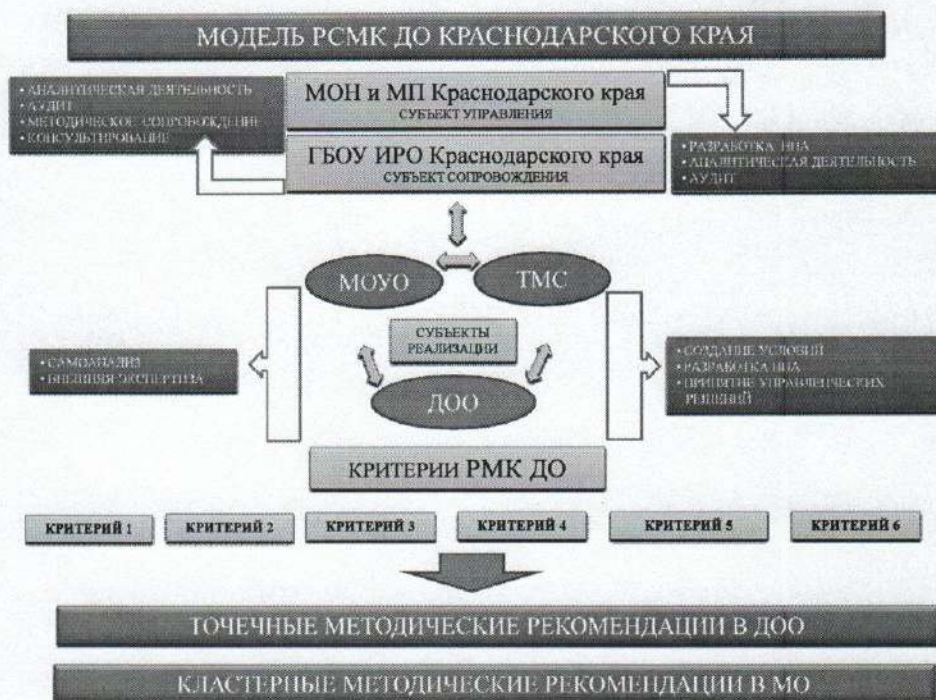 МОДЕЛЬ РСМК ДО КРАСНОДАРСКОГО КРАЯ
• АНАЛИТИЧЕСКАЯ ДЕЯТЕЛЬНОСТЬ
• АУДИТ
• МЕТОДИЧЕСКОЕ СОПРОВОЖДЕНИЕ
• КОНСУЛЬТИРОВАНИЕ
МОН и МП Краснодарского края
СУБЪЕКТ УПРАВЛЕНИЯ
ГБОУ ИРО Краснодарского края
СУБЪЕКТ СОПРОВОЖДЕНИЯ
• РАЗРАБОТКА НПА
• АНАЛИТИЧЕСКАЯ ДЕЯТЕЛЬНОСТЬ
• АУДИТ
МОУО
ТМС
СУБЪЕКТЫ
РЕАЛИЗАЦИИ
ДОО
• САМОАНАЛИЗ
• ВНЕШНЯЯ ЭКСПЕРТИЗА
• СОЗДАНИЕ УСЛОВИЙ
• РАЗРАБОТКА НПА
• ПРИНЯТИЕ УПРАВЛЕНЧЕСКИХ
РЕШЕНИЙ
КРИТЕРИИ РМК ДО
КРИТЕРИЙ 1
КРИТЕРИЙ 2
КРИТЕРИЙ 3
КРИТЕРИЙ 4
КРИТЕРИЙ 5
КРИТЕРИЙ 6
ТОЧЕЧНЫЕ МЕТОДИЧЕСКИЕ РЕКОМЕНДАЦИИ В ДОО
КЛАСТЕРНЫЕ МЕТОДИЧЕСКИЕ РЕКОМЕНДАЦИИ В МО